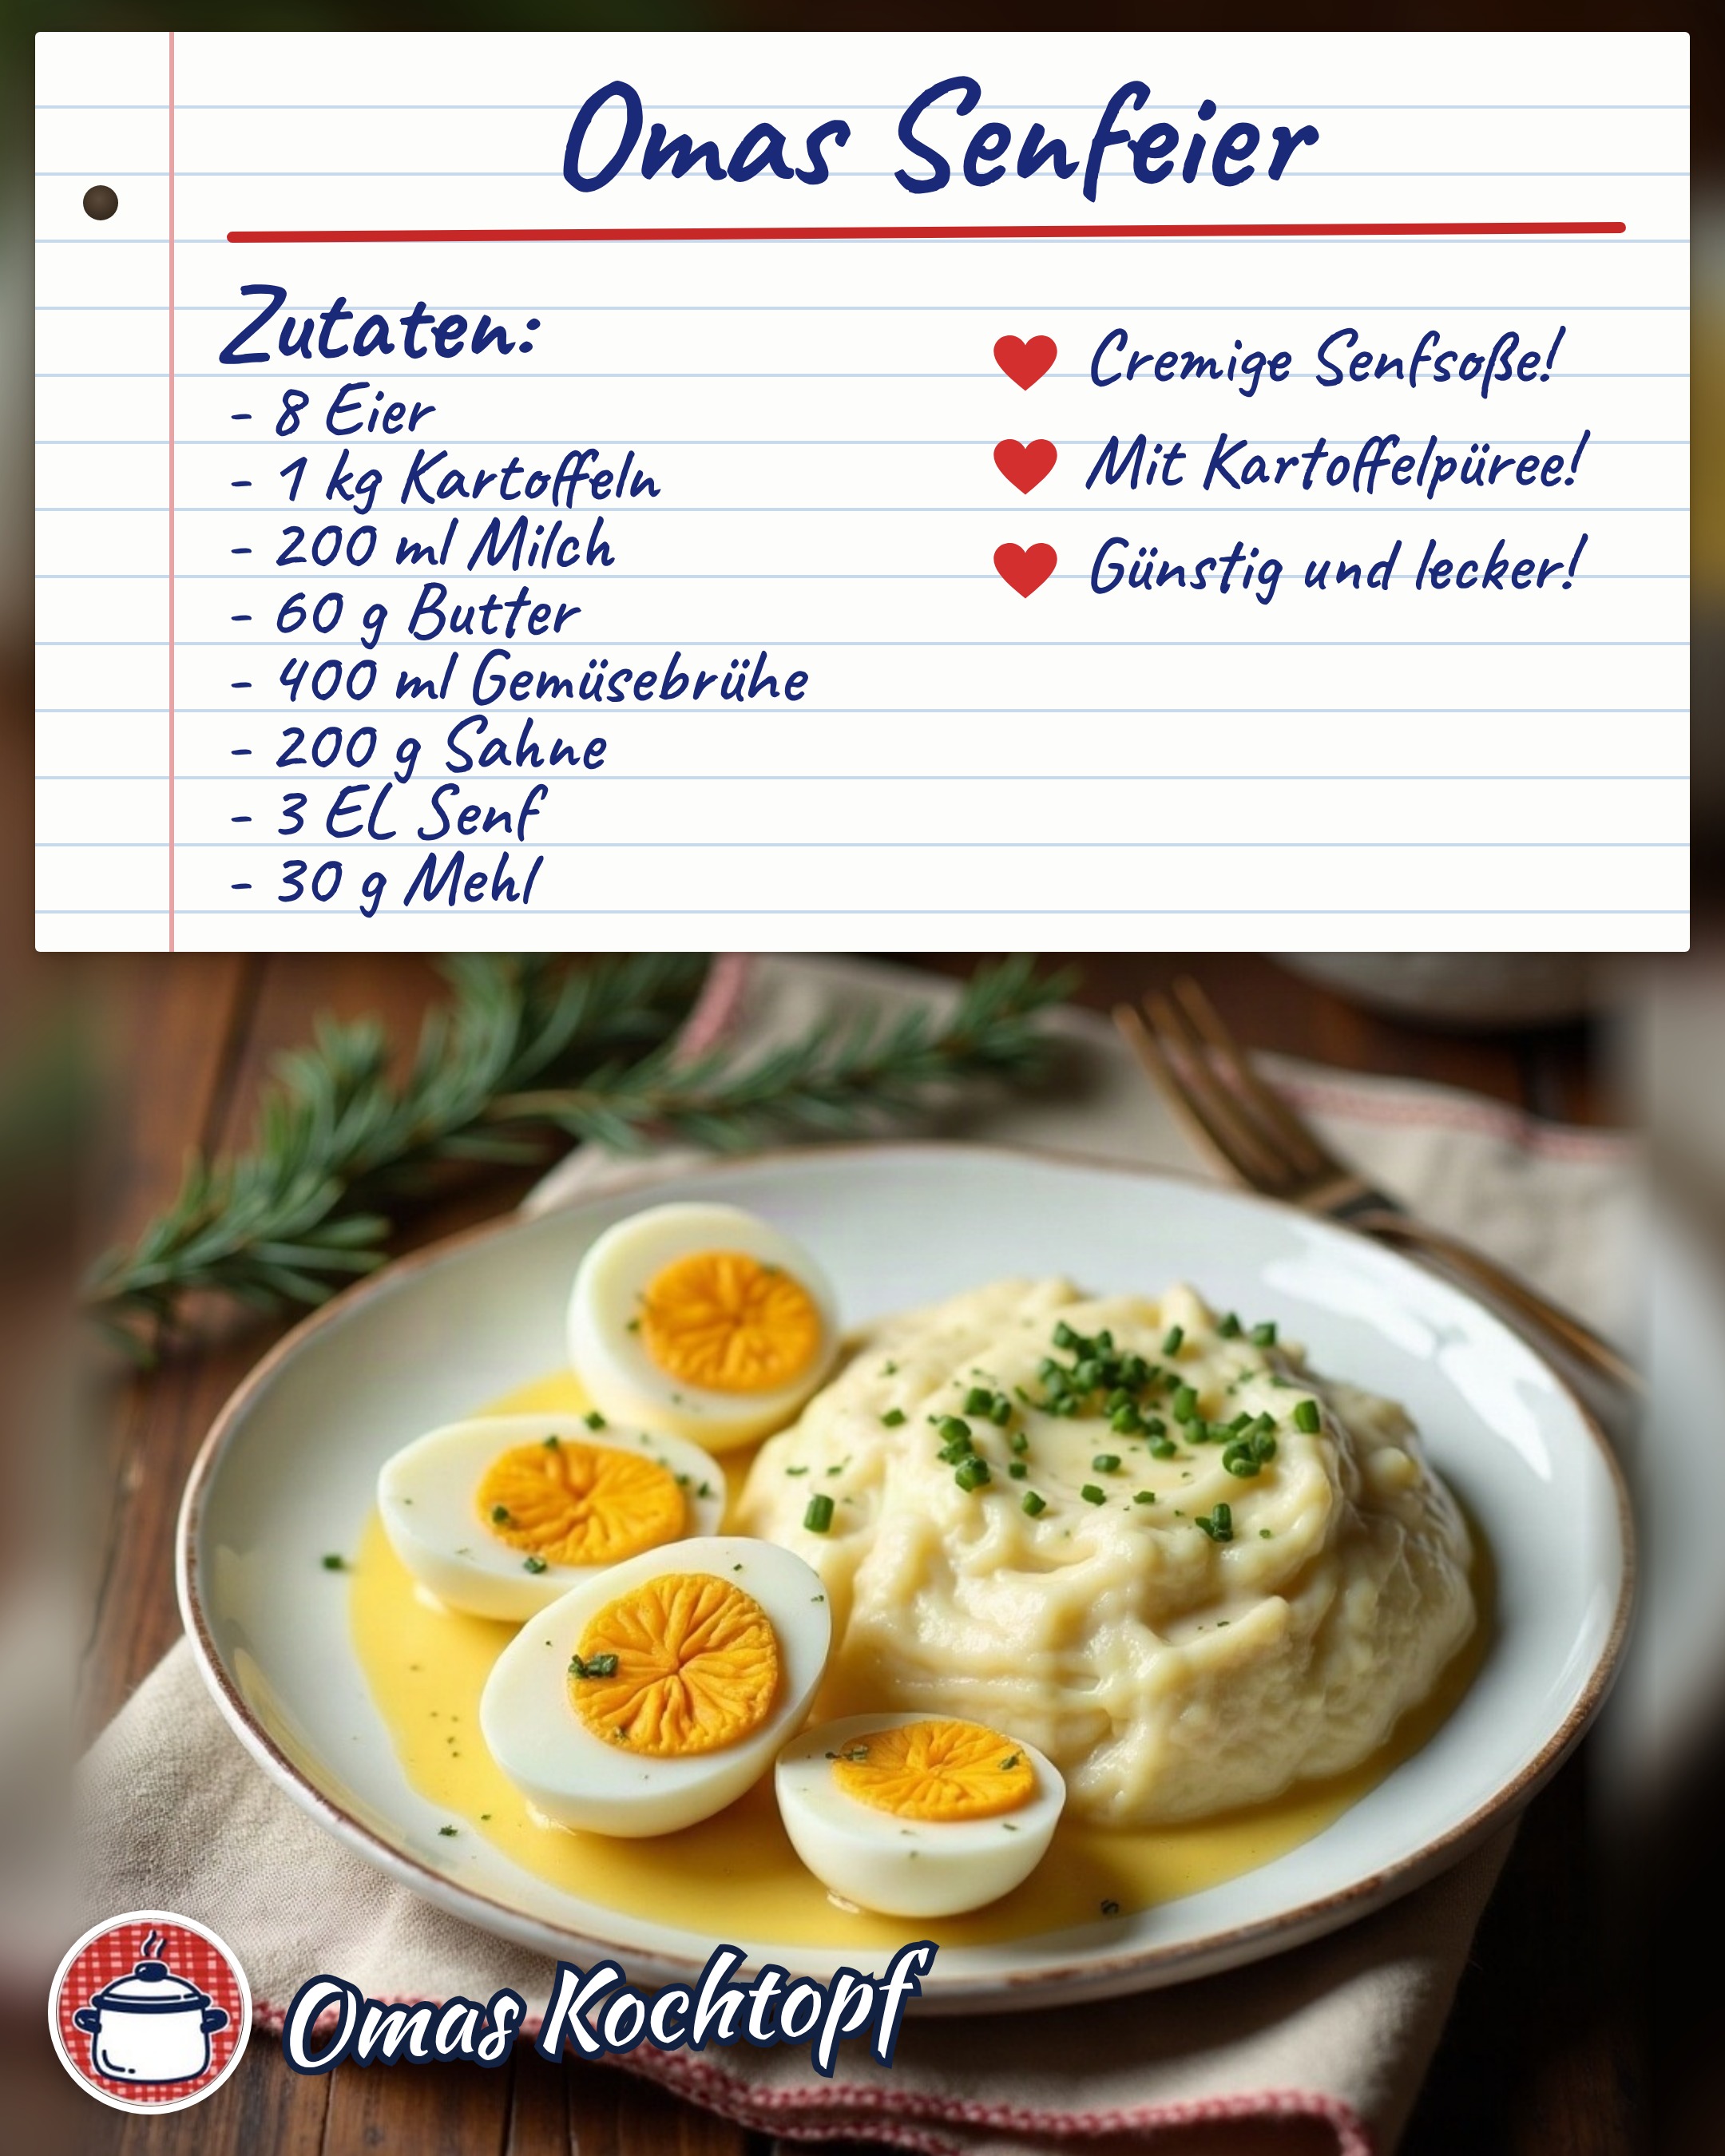 Omas Senfeier
Zutaten:
- 8 Eier
- 1 kg Kartoffeln
- 200 ml Milch
- 60 g Butter
- 400 ml Gemüsebrühe
- 200 g Sahne
- 3 EL Senf
- 30 g Mehl
Cremige Senfsoße!
Mit Kartoffelpüree!
Günstig und lecker!
Omas Kochtopf